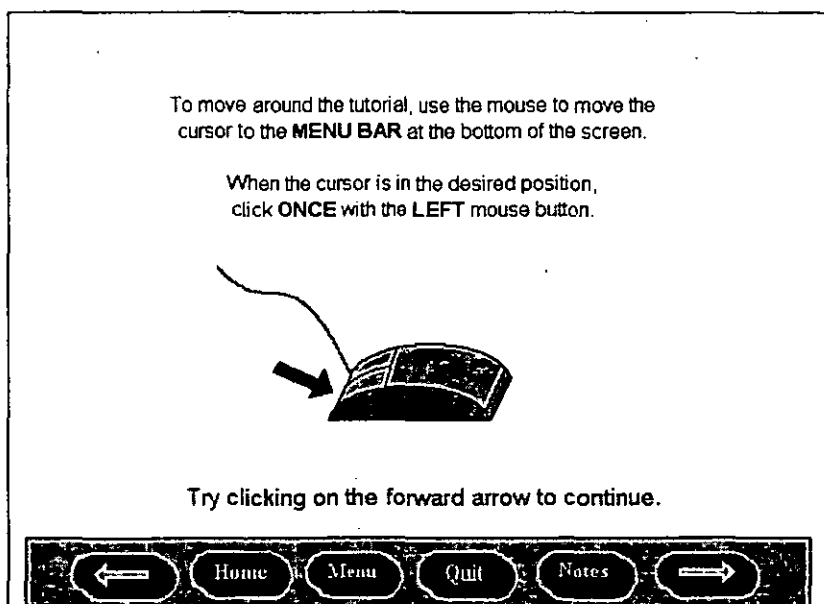 To move around the tutorial, use the mouse to move the
cursor to the MENU BAR at the bottom of the screen.
When the cursor is in the desired position,
click ONCE with the LEFT mouse button.
Try clicking on the forward arrow to continue.
Home Menu Quit Notes